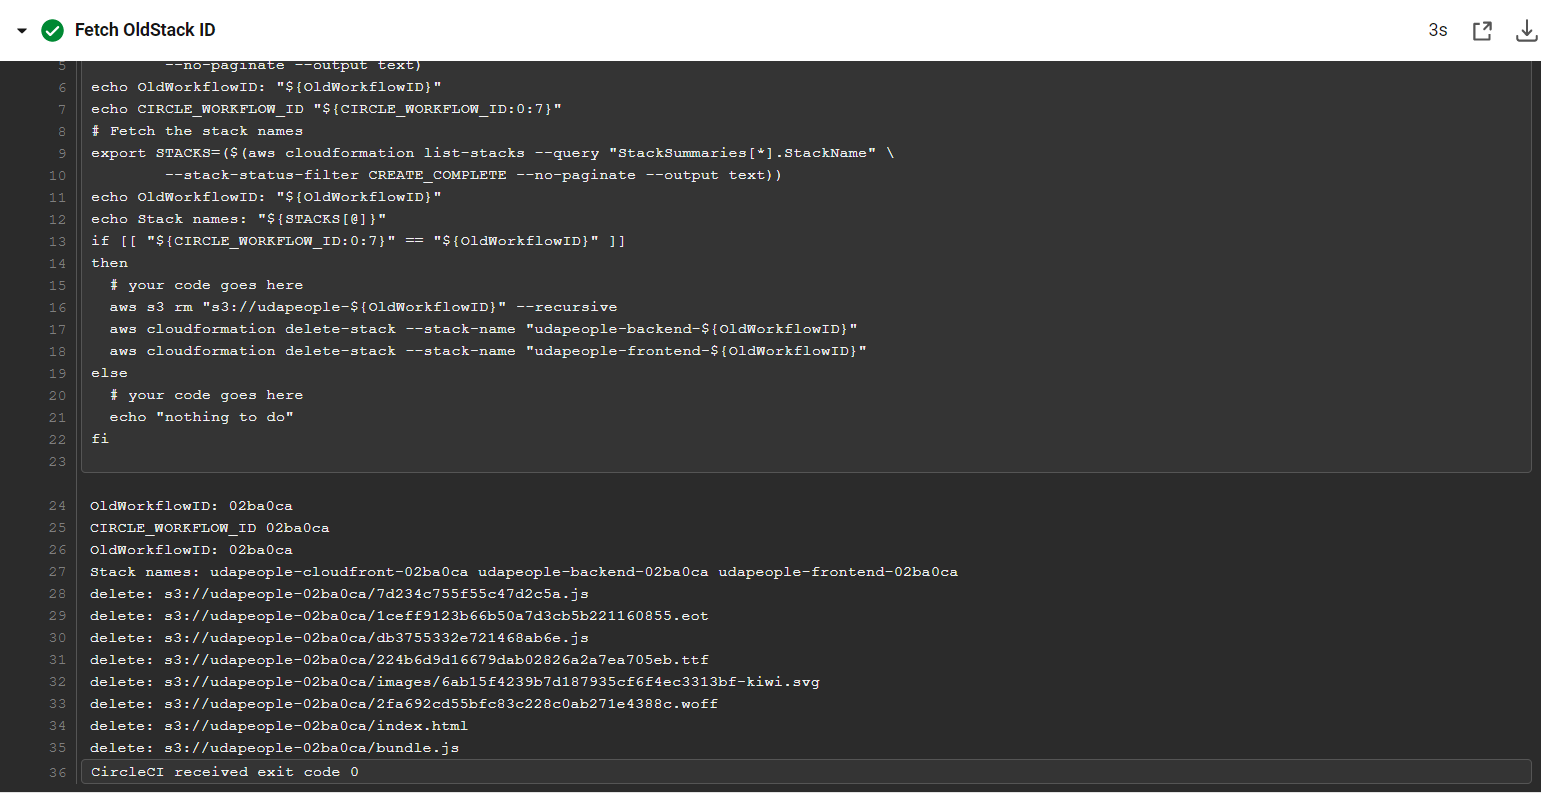 Fetch OldStack ID
3s
5 --no-paginate --output text)
6 echo OldWorkflowID: "${OldWorkflowID}"
7 echo CIRCLE_WORKFLOW_ID "${CIRCLE_WORKFLOW_ID:0:7}"
8 # Fetch the stack names
9 export STACKS=($(aws cloudformation list-stacks --query "StackSummaries[*].StackName" \
10 --stack-status-filter CREATE_COMPLETE --no-paginate --output text))
11 echo OldWorkflowID: "${OldWorkflowID}"
12 echo Stack names: "${STACKS[@]}"
13 if [[ "${CIRCLE_WORKFLOW_ID:0:7}" == "${OldWorkflowID}" ]]
14 then
15 # your code goes here
16 aws s3 rm "s3://udapeople-${OldWorkflowID}" --recursive
17 aws cloudformation delete-stack --stack-name "udapeople-backend-${OldWorkflowID}"
18 aws cloudformation delete-stack --stack-name "udapeople-frontend-${OldWorkflowID}"
19 else
20 # your code goes here
21 echo "nothing to do"
22 fi
23
24 OldWorkflowID: 02ba0ca
25 CIRCLE_WORKFLOW_ID 02ba0ca
26 OldWorkflowID: 02ba0ca
27 Stack names: udapeople-cloudfront-02ba0ca udapeople-backend-02ba0ca udapeople-frontend-02ba0ca
28 delete: s3://udapeople-02ba0ca/7d234c755f55c47d2c5a.js
29 delete: s3://udapeople-02ba0ca/1ceff9123b66b50a7d3cb5b221160855.eot
30 delete: s3://udapeople-02ba0ca/db3755332e721468ab6e.js
31 delete: s3://udapeople-02ba0ca/224b6d9d16679dab02826a2a7ea705eb.ttf
32 delete: s3://udapeople-02ba0ca/images/6ab15f4239b7d187935cf6f4ec3313bf-kiwi.svg
33 delete: s3://udapeople-02ba0ca/2fa692cd55bfc83c228c0ab271e4388c.woff
34 delete: s3://udapeople-02ba0ca/index.html
35 delete: s3://udapeople-02ba0ca/bundle.js
36 CircleCI received exit code 0